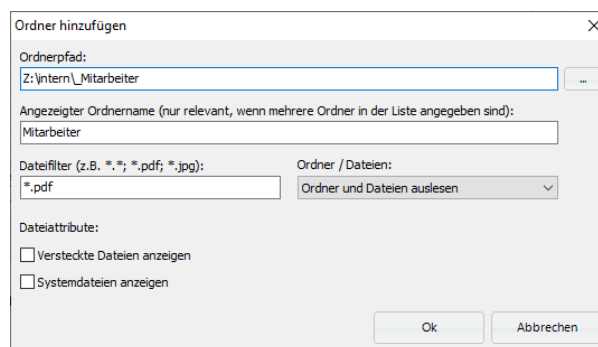 Ordner hinzufügen
Ordnerpfad:
Z:\intern\_Mitarbeiter
...
Angezeigter Ordnername (nur relevant, wenn mehrere Ordner in der Liste angegeben sind):
Mitarbeiter
Dateifilter (z.B. *.*; *.pdf; *.jpg): Ordner / Dateien:
*.pdf Ordner und Dateien auslesen
Dateiattribute:
Versteckte Dateien anzeigen
Systemdateien anzeigen
Ok Abbrechen